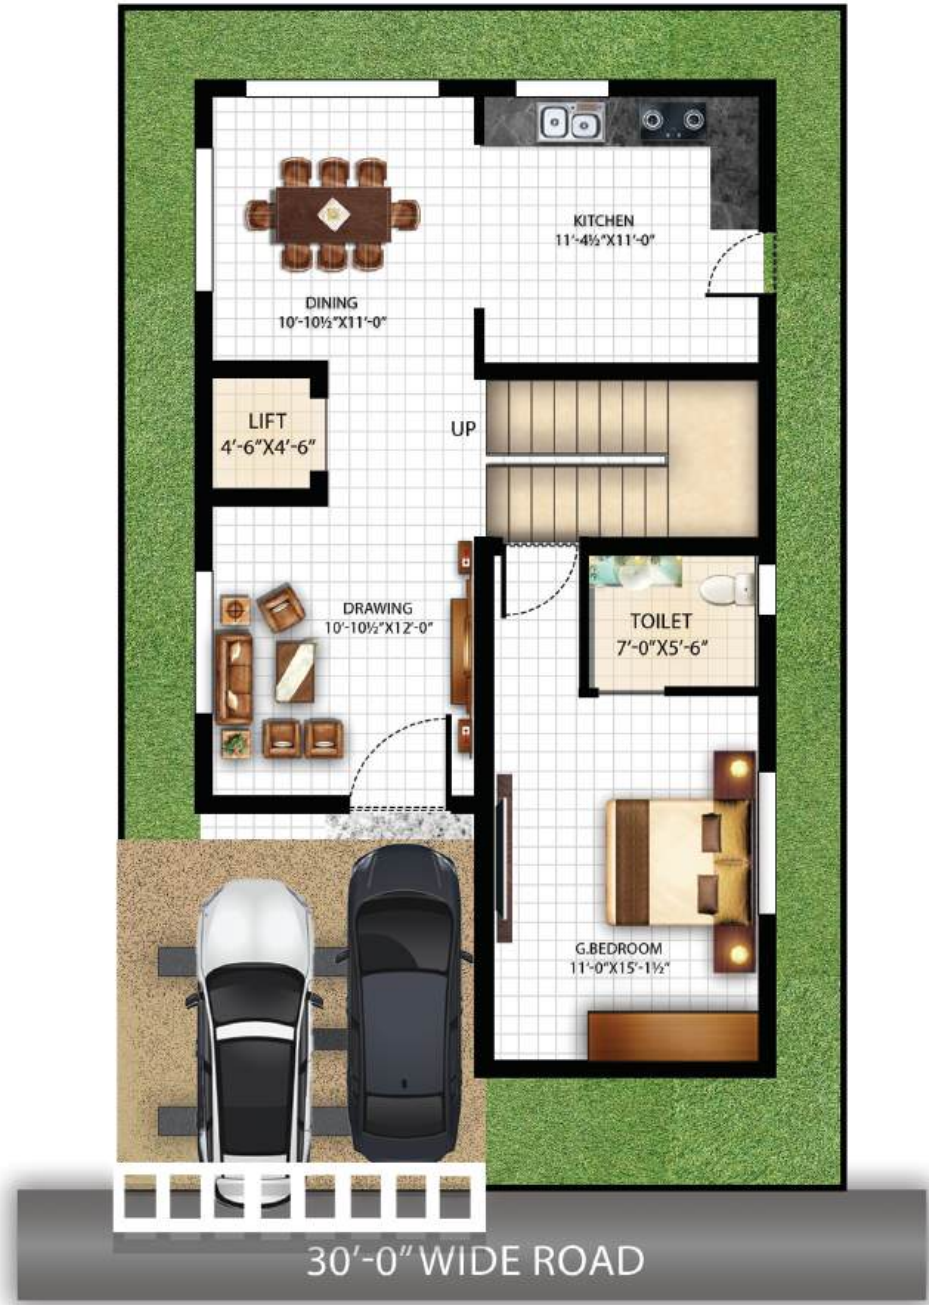 KITCHEN
11'-4½"X11'-0"
DINING
10'-10½"X11'-0"
LIFT
4'-6"X4'-6"
UP
DRAWING
10'-10½"X12'-0"
TOILET
7'-0"X5'-6"
G.BEDROOM
11'-0"X15'-1½"
30'-0" WIDE ROAD